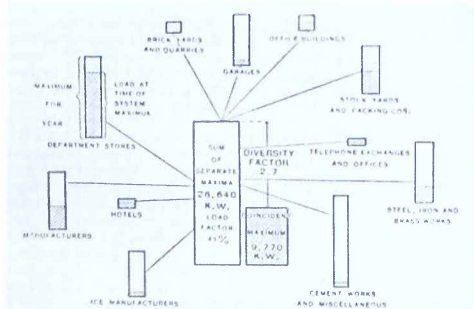 BRICK YARDS
AND QUARRIES
OFFICE BUILDINGS
GARAGES
MAXIMUM
FOR
YEAR
LOAD AT
TIME OF
SYSTEM
MAXIMUM
DEPARTMENT STORES
STOCK YARDS
AND PACKING COS.
SUM
OF
SEPARATE
MAXIMA
26,640
K.W.
LOAD
FACTOR
DIVERSITY
FACTOR
2.7
TELEPHONE EXCHANGES
AND OFFICES
MANUFACTURERS
HOTELS
COINCIDENT
MAXIMUM
9,770
K.W.
STEEL, IRON AND
BRASS WORKS
ICE MANUFACTURERS
CEMENT WORKS
AND MISCELLANEOUS